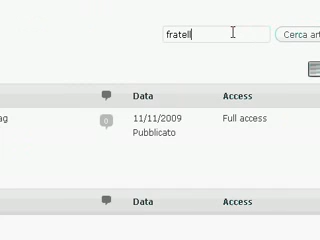 fratell Cerca art
Data Access
ag 0 11/11/2009 Full access
Pubblicato
Data Access